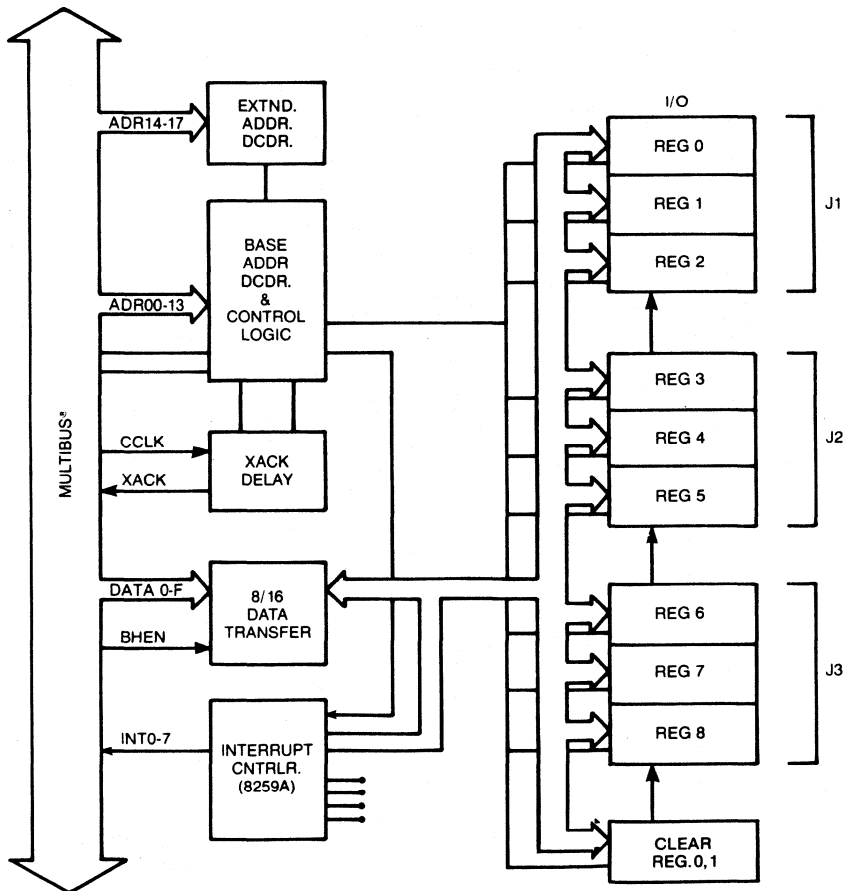 MULTIBUS®
ADR14-17
EXTND.
ADDR.
DCDR.
ADR00-13
BASE
ADDR
DCDR.
&
CONTROL
LOGIC
CCLK
XACK
XACK
DELAY
DATA 0-F
BHEN
8/16
DATA
TRANSFER
INT0-7
INTERRUPT
CNTRLR.
(8259A)
I/O
REG 0
REG 1
REG 2
J1
REG 3
REG 4
REG 5
J2
REG 6
REG 7
REG 8
J3
CLEAR
REG. 0, 1